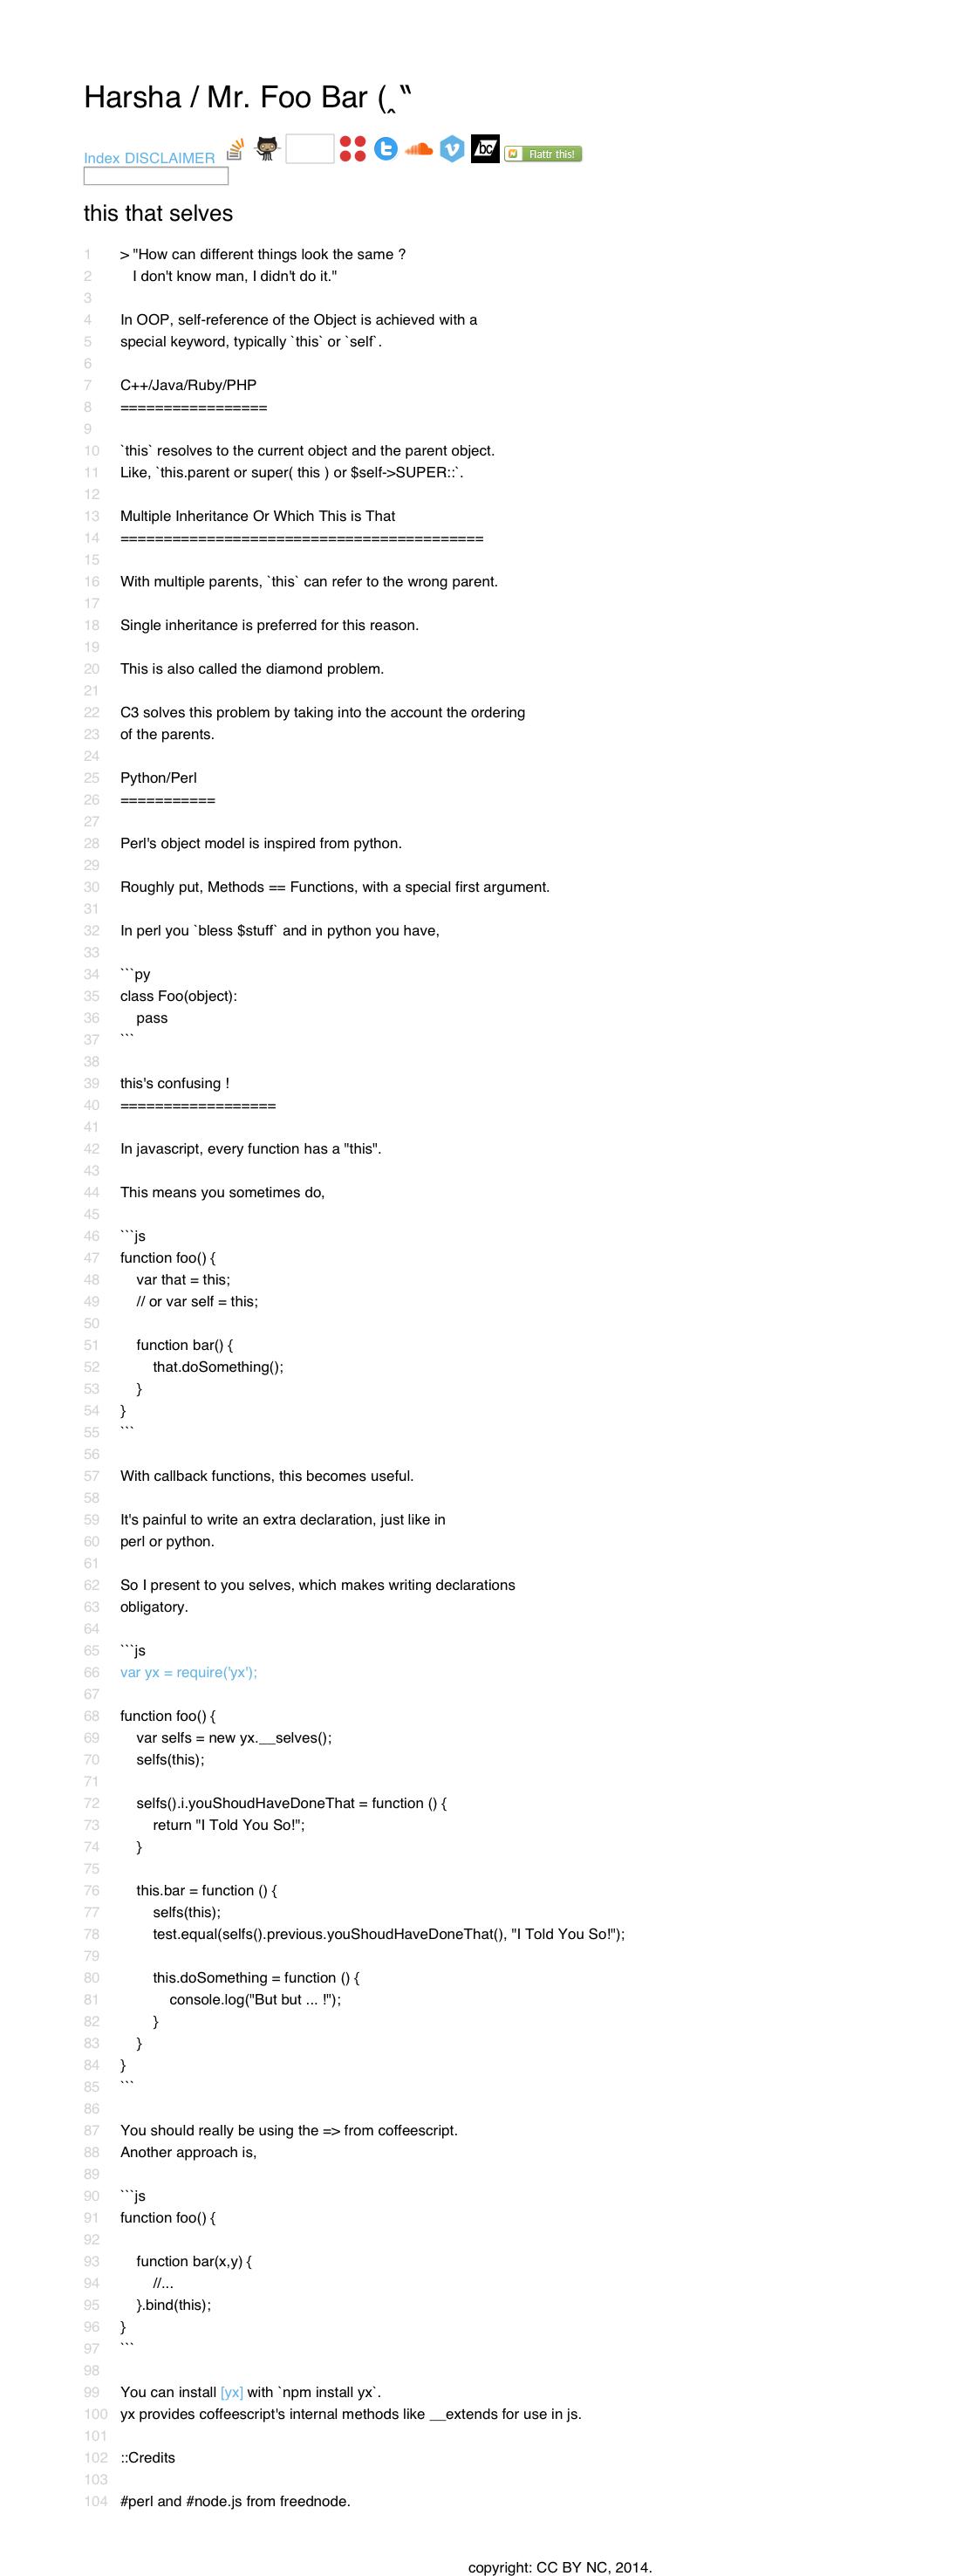 Harsha / Mr. Foo Bar (‸‶
Index DISCLAIMER
bc
Flattr this!
this that selves
1 > "How can different things look the same ?
2 I don't know man, I didn't do it."
3
4 In OOP, self-reference of the Object is achieved with a
5 special keyword, typically `this` or `self`.
6
7 C++/Java/Ruby/PHP
8 =================
9
10 `this` resolves to the current object and the parent object.
11 Like, `this.parent or super( this ) or $self->SUPER::`.
12
13 Multiple Inheritance Or Which This is That
14 ==========================================
15
16 With multiple parents, `this` can refer to the wrong parent.
17
18 Single inheritance is preferred for this reason.
19
20 This is also called the diamond problem.
21
22 C3 solves this problem by taking into the account the ordering
23 of the parents.
24
25 Python/Perl
26 ===========
27
28 Perl's object model is inspired from python.
29
30 Roughly put, Methods == Functions, with a special first argument.
31
32 In perl you `bless $stuff` and in python you have,
33
34 ```py
35 class Foo(object):
36     pass
37 ```
38
39 this's confusing !
40 ==================
41
42 In javascript, every function has a "this".
43
44 This means you sometimes do,
45
46 ```js
47 function foo() {
48     var that = this;
49     // or var self = this;
50
51     function bar() {
52         that.doSomething();
53     }
54 }
55 ```
56
57 With callback functions, this becomes useful.
58
59 It's painful to write an extra declaration, just like in
60 perl or python.
61
62 So I present to you selves, which makes writing declarations
63 obligatory.
64
65 ```js
66 var yx = require('yx');
67
68 function foo() {
69     var selfs = new yx.__selves();
70     selfs(this);
71
72     selfs().i.youShoudHaveDoneThat = function () {
73         return "I Told You So!";
74     }
75
76     this.bar = function () {
77         selfs(this);
78         test.equal(selfs().previous.youShoudHaveDoneThat(), "I Told You So!");
79
80         this.doSomething = function () {
81             console.log("But but ... !");
82         }
83     }
84 }
85 ```
86
87 You should really be using the => from coffeescript.
88 Another approach is,
89
90 ```js
91 function foo() {
92
93     function bar(x,y) {
94         //...
95     }.bind(this);
96 }
97 ```
98
99 You can install [yx] with `npm install yx`.
100 yx provides coffeescript's internal methods like __extends for use in js.
101
102 ::Credits
103
104 #perl and #node.js from freednode.
copyright: CC BY NC, 2014.